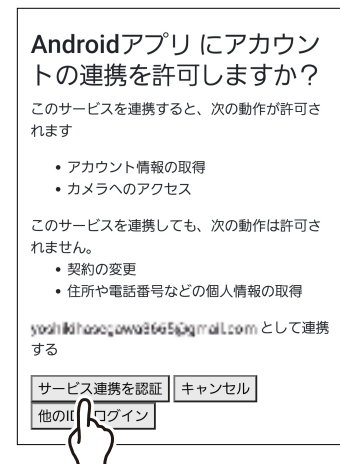 Androidアプリ にアカウン
トの連携を許可しますか？
このサービスを連携すると、次の動作が許可さ
れます
• アカウント情報の取得
• カメラへのアクセス
このサービスを連携しても、次の動作は許可さ
れません。
• 契約の変更
• 住所や電話番号などの個人情報の取得
として連携
する
サービス連携を認証 キャンセル
他のID ログイン